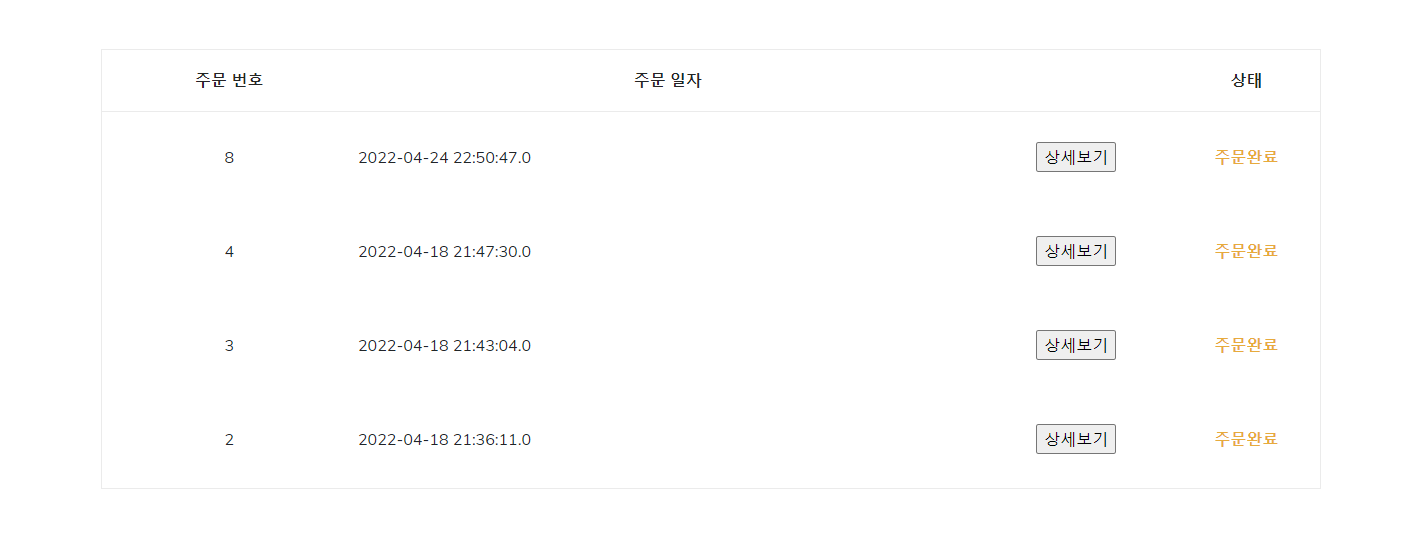 주문 번호 주문 일자 상태
8 2022-04-24 22:50:47.0 상세보기 주문완료
4 2022-04-18 21:47:30.0 상세보기 주문완료
3 2022-04-18 21:43:04.0 상세보기 주문완료
2 2022-04-18 21:36:11.0 상세보기 주문완료